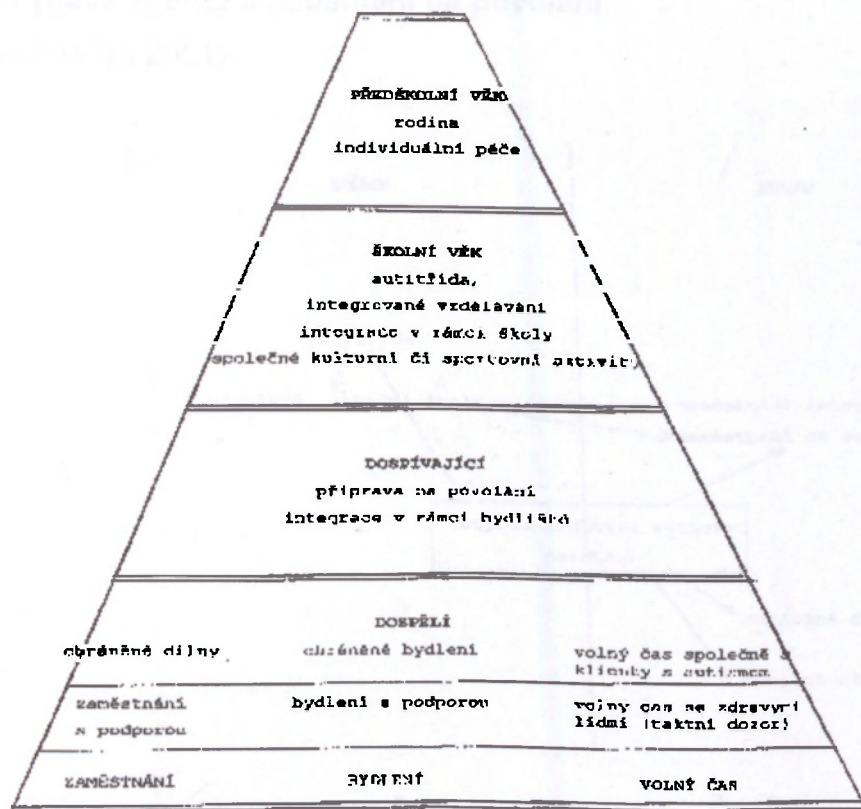 PŘEDŠKOLNÍ VĚK
rodina
individuální péče
ŠKOLNÍ VĚK
autitřída,
integrované vzdělávání
integrace v rámci školy
(společné kulturní či sportovní aktivit)
DOSPÍVAJÍCÍ
příprava na povolání
integrace v rámci bydliště
DOSPĚLÍ
chráněné dílny chráněné bydlení volný čas společně s
klienty s autismem
zaměstnání bydlení s podporou volný čas se zdravými
s podporou lidmi (taktní dozor)
ZAMĚSTNÁNÍ BYDLENÍ VOLNÝ ČAS